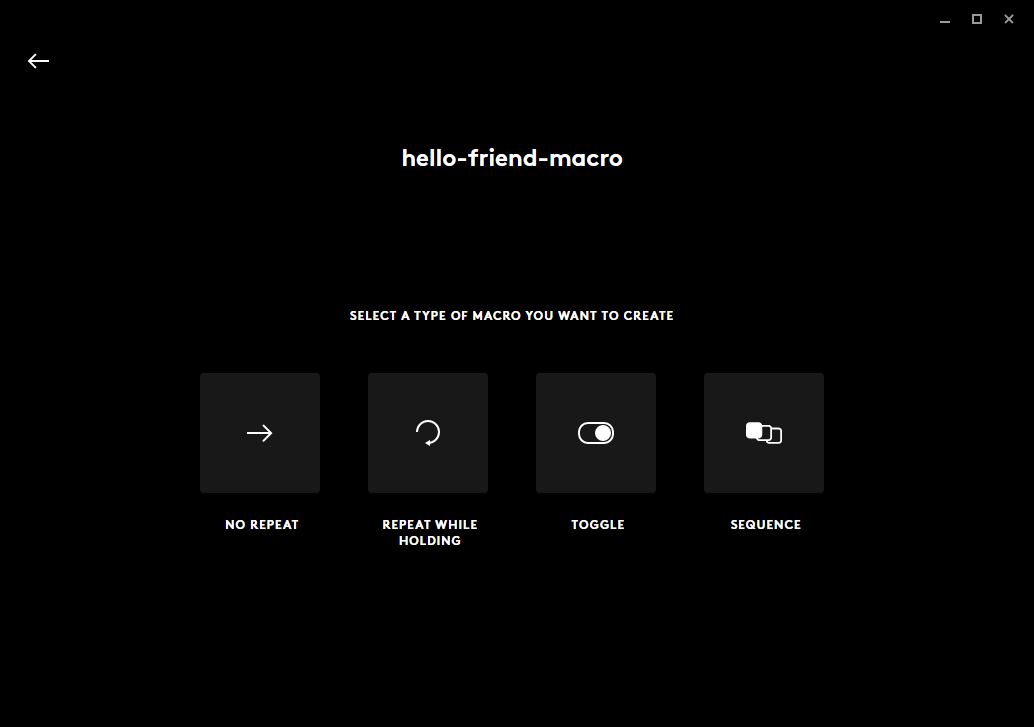 hello-friend-macro
SELECT A TYPE OF MACRO YOU WANT TO CREATE
NO REPEAT
REPEAT WHILE
HOLDING
TOGGLE
SEQUENCE